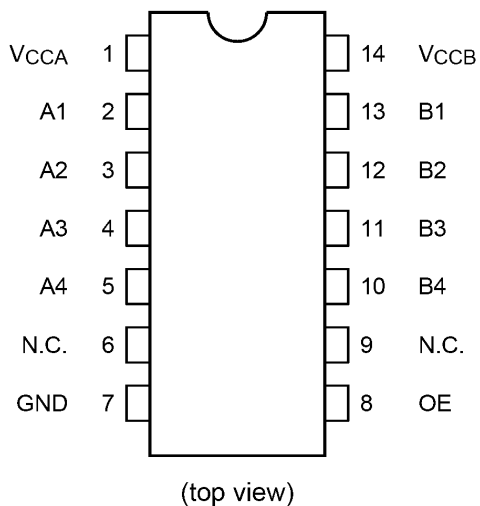 VCCA 1 14 VCCB
A1 2 13 B1
A2 3 12 B2
A3 4 11 B3
A4 5 10 B4
N.C. 6 9 N.C.
GND 7 8 OE
(top view)